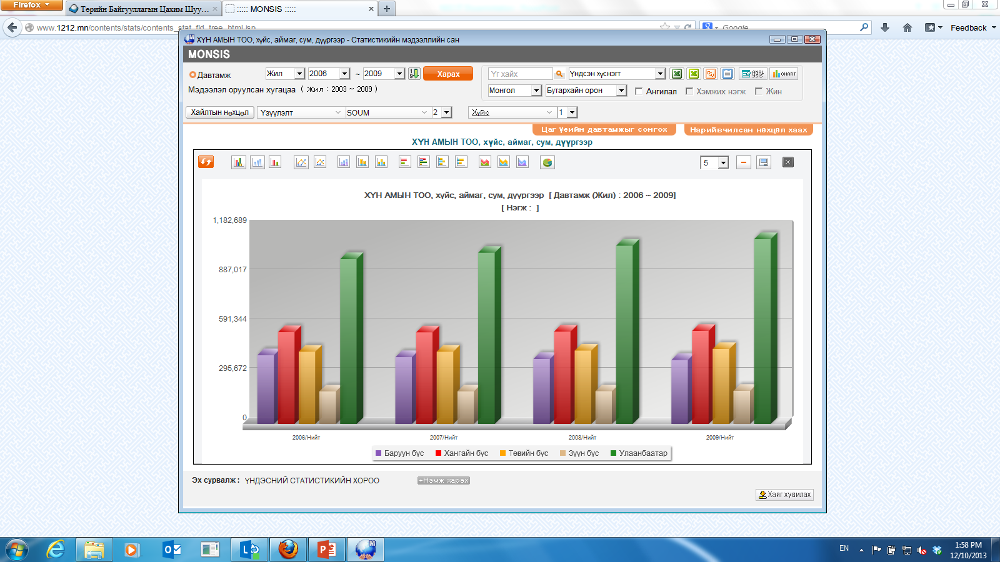 Firefox
Төрийн Байгууллагын Цахим Шуу...
::::: MONSIS :::::
www.1212.mn/contents/stats/contents_stat_fld_tree_html.jsp
Google
Feedback
ХҮН АМЫН ТОО, хүйс, аймаг, сум, дүүргээр - Статистикийн мэдээллийн сан
MONSIS
Давтамж Жил 2006 ~ 2009 Харах
Үг хайх Үндсэн хүснэгт ANALYSIS CHART
Мэдээлэл оруулсан хугацаа ( Жил : 2003 ~ 2009 )
Монгол Бутархайн орон Ангилал Хэмжих нэгж Жин
Хайлтын нөхцөл Үзүүлэлт SOUM 2 Хүйс 1
Цаг үеийн давтамжыг сонгох Нарийвчилсан нөхцөл хаах
ХҮН АМЫН ТОО, хүйс, аймаг, сум, дүүргээр
5
ХҮН АМЫН ТОО, хүйс, аймаг, сум, дүүргээр [ Давтамж (Жил) : 2006 ~ 2009]
[ Нэгж : ]
1,182,689
887,017
591,344
295,672
0
2006/Нийт 2007/Нийт 2008/Нийт 2009/Нийт
Баруун бүс Хангайн бүс Төвийн бүс Зүүн бүс Улаанбаатар
Эх сурвалж : ҮНДЭСНИЙ СТАТИСТИКИЙН ХОРОО +Нэмж харах
Хаяг хувилах
EN
1:58 PM
12/10/2013